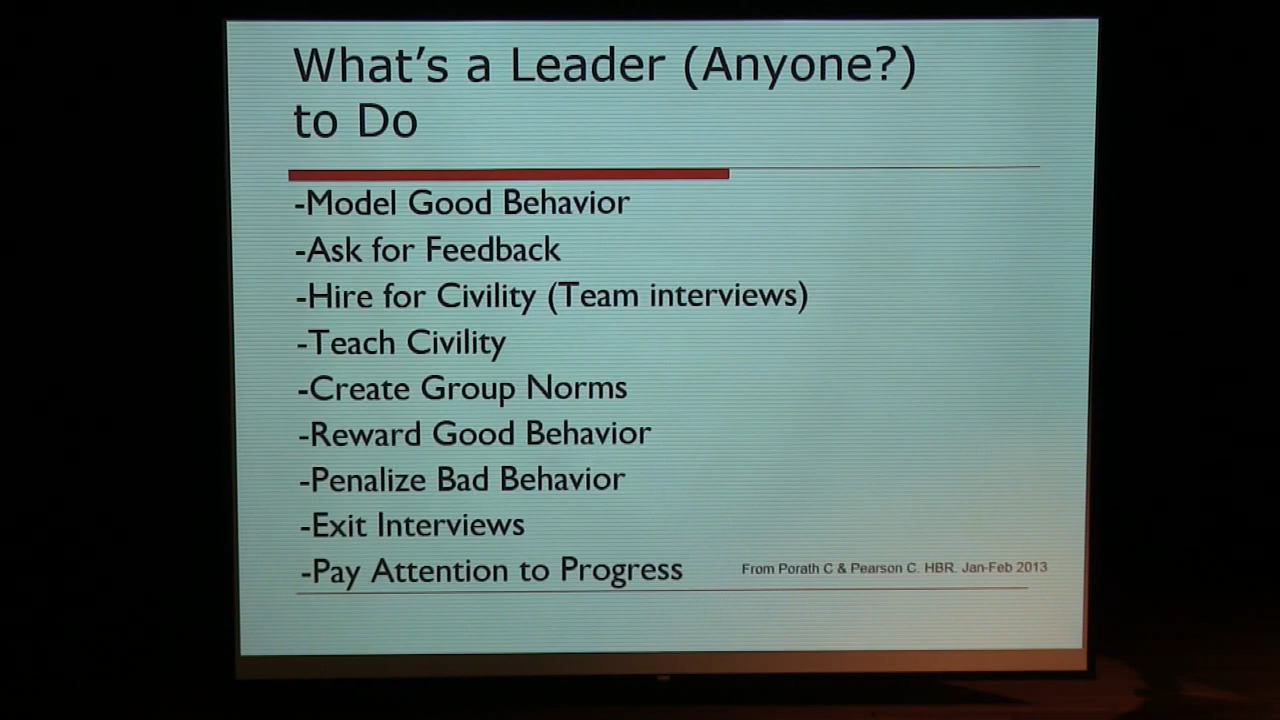 What's a Leader (Anyone?)
to Do
-Model Good Behavior
-Ask for Feedback
-Hire for Civility (Team interviews)
-Teach Civility
-Create Group Norms
-Reward Good Behavior
-Penalize Bad Behavior
-Exit Interviews
-Pay Attention to Progress
From Porath C & Pearson C. HBR. Jan-Feb 2013